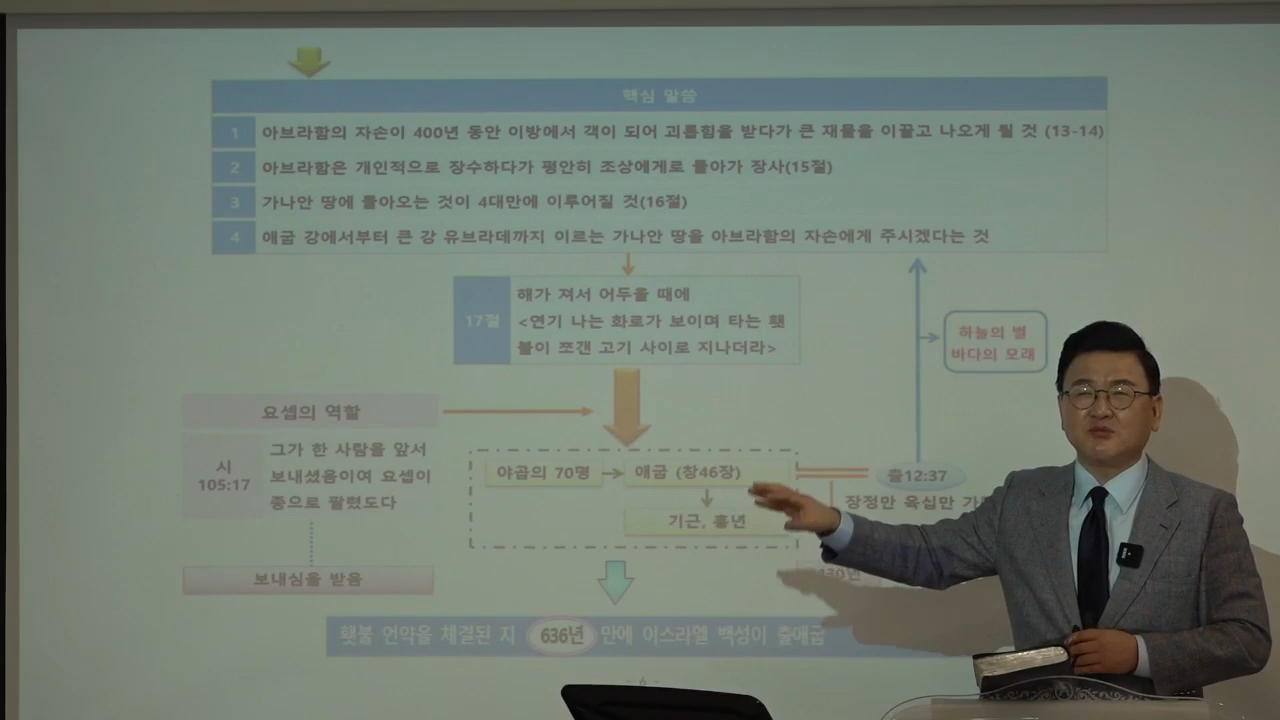 핵심 말씀
1 아브라함의 자손이 400년 동안 이방에서 객이 되어 괴롭힘을 받다가 큰 재물을 이끌고 나오게 될 것 (13-14)
2 아브라함은 개인적으로 장수하다가 평안히 조상에게로 돌아가 장사(15절)
3 가나안 땅에 돌아오는 것이 4대만에 이루어질 것(16절)
4 애굽 강에서부터 큰 강 유브라데까지 이르는 가나안 땅을 아브라함의 자손에게 주시겠다는 것
17절
해가 져서 어두울 때에
<연기 나는 화로가 보이며 타는 횃
불이 쪼갠 고기 사이로 지나더라>
하늘의 별
바다의 모래
요셉의 역할
시
105:17
그가 한 사람을 앞서
보내셨음이여 요셉이
종으로 팔렸도다
보내심을 받음
야곱의 70명
애굽 (창46장)
기근, 흉년
출12:37
장정만 육십만 가
430년
횃불 언약을 체결된 지 636년 만에 이스라엘 백성이 출애굽
- 6 -